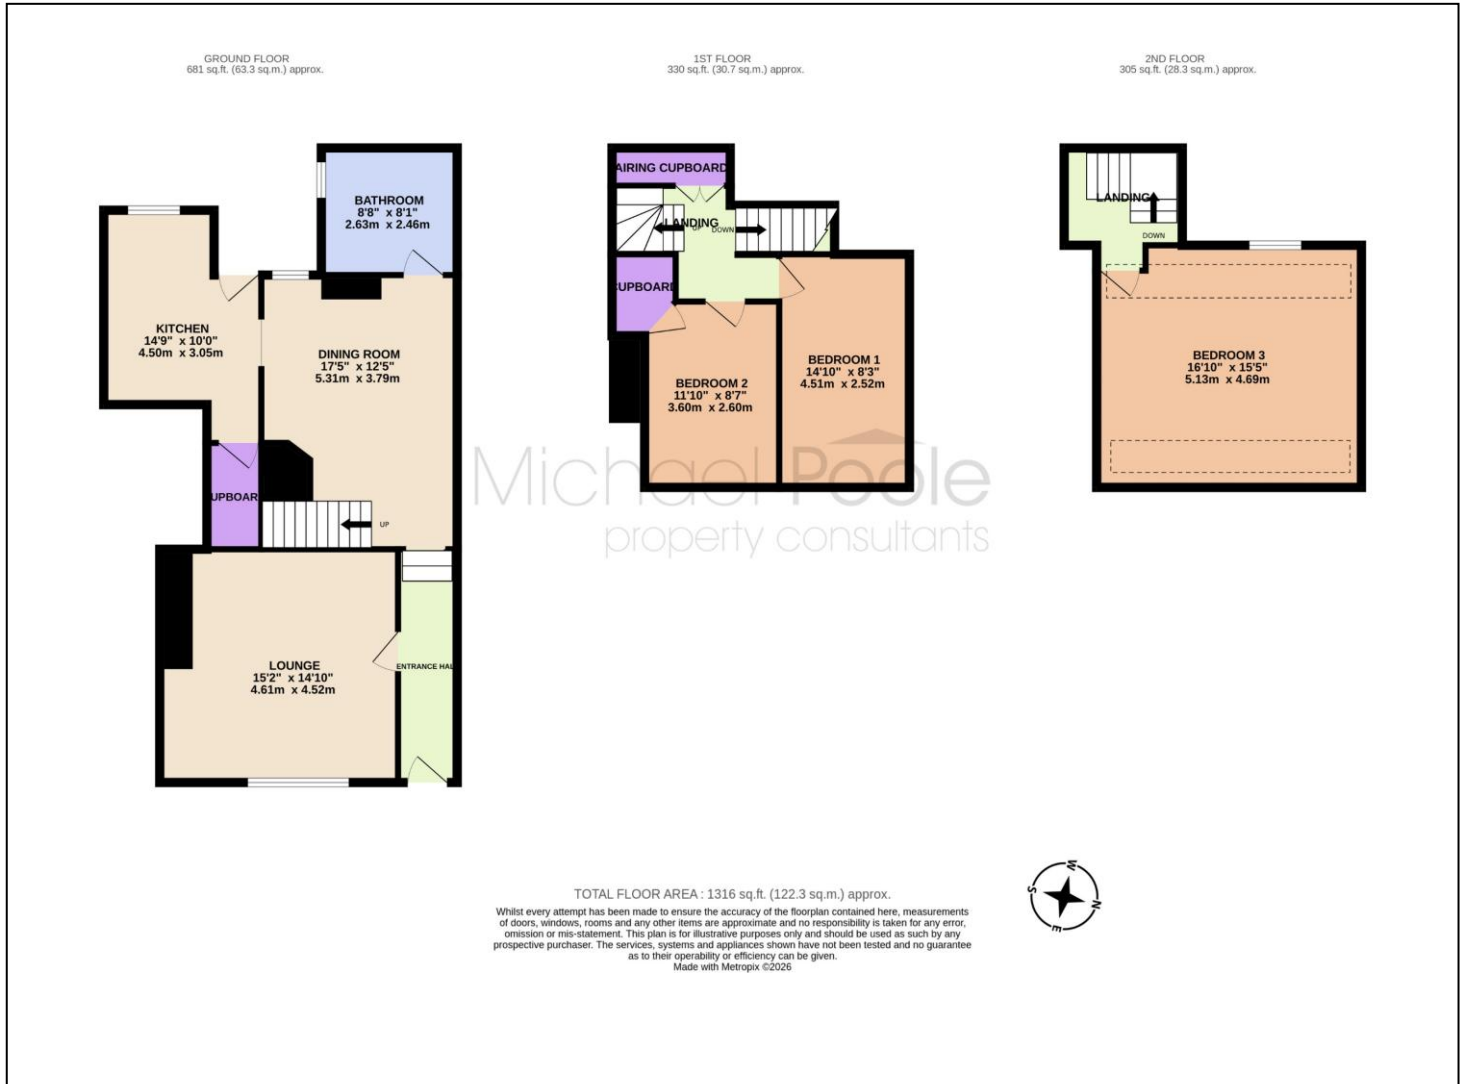 GROUND FLOOR
681 sq.ft. (63.3 sq.m.) approx.
1ST FLOOR
330 sq.ft. (30.7 sq.m.) approx.
2ND FLOOR
305 sq.ft. (28.3 sq.m.) approx.
BATHROOM
8'8" x 8'1"
2.63m x 2.46m
KITCHEN
14'9" x 10'0"
4.50m x 3.05m
DINING ROOM
17'5" x 12'5"
5.31m x 3.79m
UPBOAR
UP
LOUNGE
15'2" x 14'10"
4.61m x 4.52m
ENTRANCE HAL
AIRING CUPBOARD
LANDING
UP
DOWN
CUPBOARD
BEDROOM 2
11'10" x 8'7"
3.60m x 2.60m
BEDROOM 1
14'10" x 8'3"
4.51m x 2.52m
LANDING
DOWN
BEDROOM 3
16'10" x 15'5"
5.13m x 4.69m
Michael Poole
property consultants
TOTAL FLOOR AREA : 1316 sq.ft. (122.3 sq.m.) approx.
Whilst every attempt has been made to ensure the accuracy of the floorplan contained here, measurements
of doors, windows, rooms and any other items are approximate and no responsibility is taken for any error,
omission or mis-statement. This plan is for illustrative purposes only and should be used as such by any
prospective purchaser. The services, systems and appliances shown have not been tested and no guarantee
as to their operability or efficiency can be given.
Made with Metropix ©2026
W
N
S
E